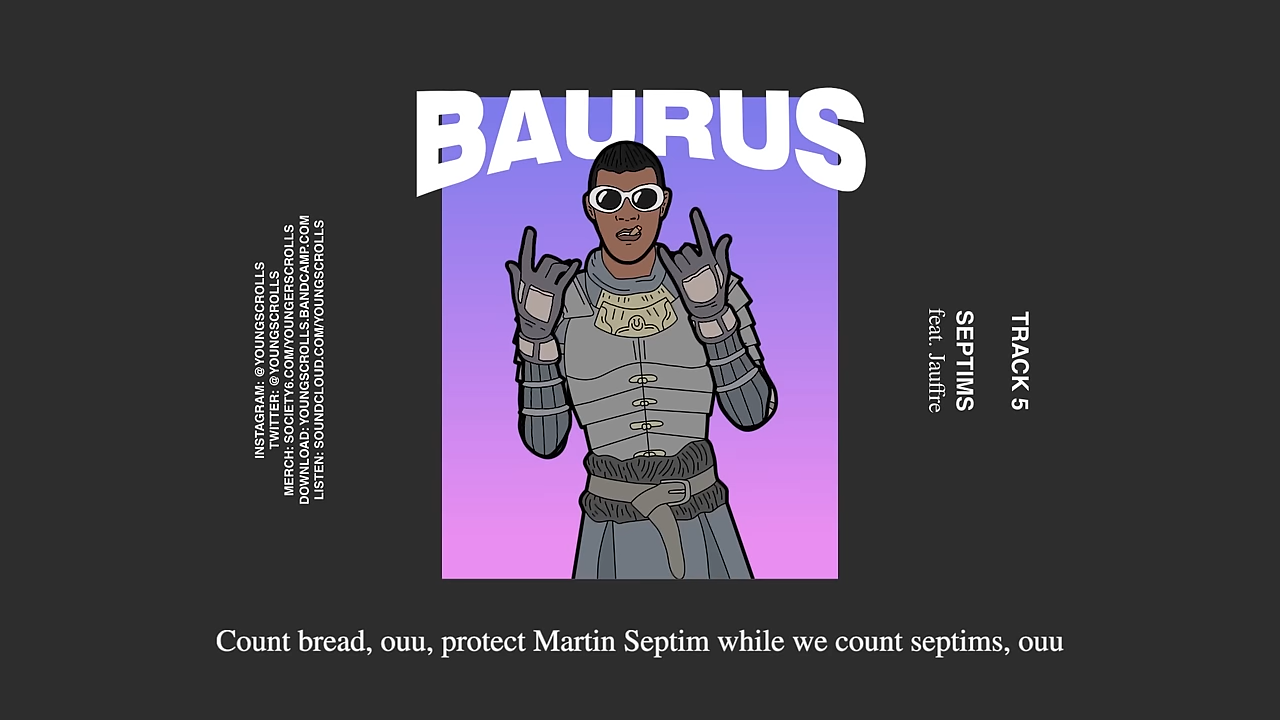 BAURUS
INSTAGRAM: @YOUNGSCROLLS
TWITTER: @YOUNGSCROLLS
MERCH: SOCIETY6.COM/YOUNGERSCROLLS
DOWNLOAD: YOUNGSCROLLS.BANDCAMP.COM
LISTEN: SOUNDCLOUD.COM/YOUNGSCROLLS
TRACK 5
SEPTIMS
feat. Jauffre
Count bread, ouu, protect Martin Septim while we count septims, ouu